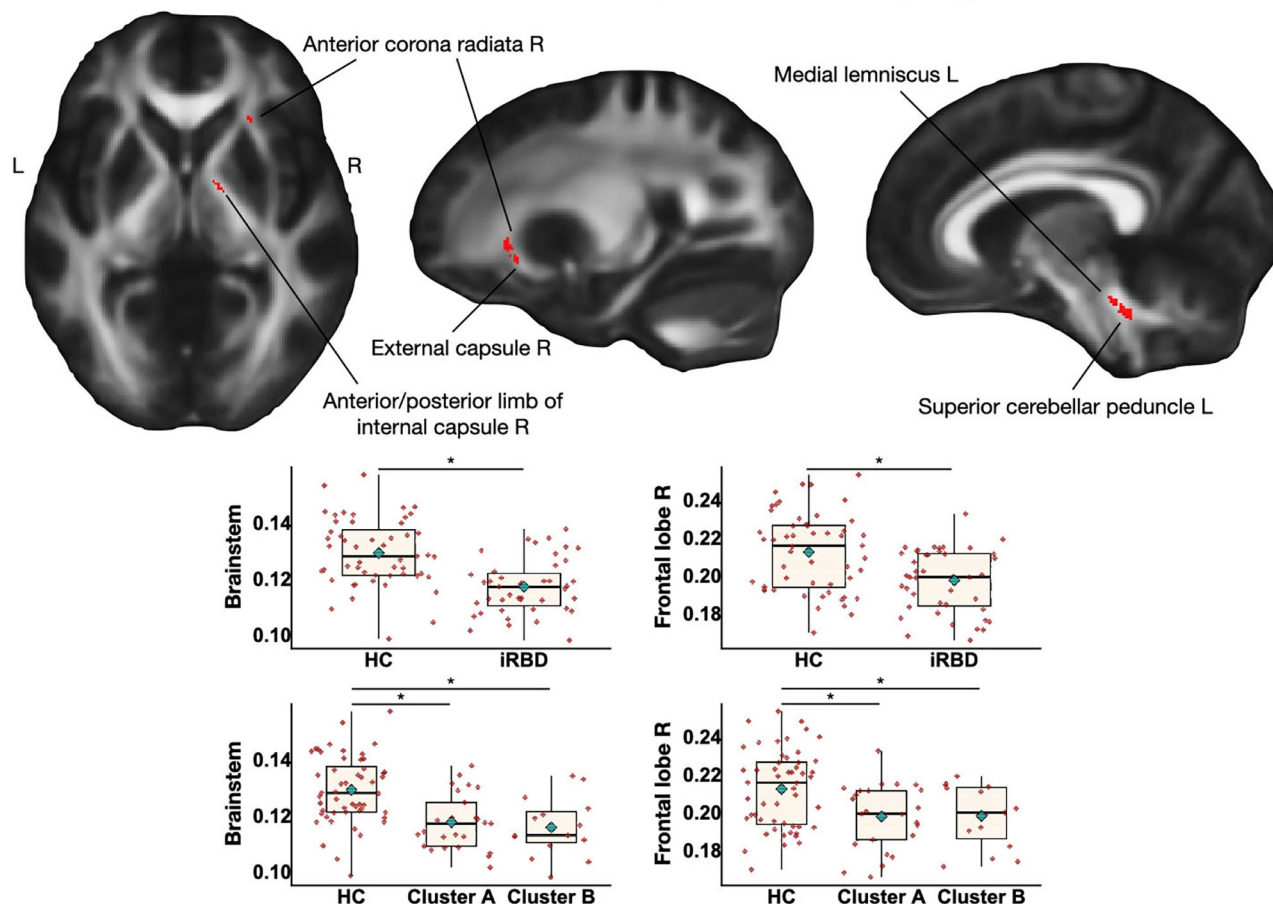 Anterior corona radiata R
Medial lemniscus L
L
R
External capsule R
Anterior/posterior limb of
internal capsule R
Superior cerebellar peduncle L
*
Brainstem
0.14
0.12
0.10
HC
iRBD
*
Frontal lobe R
0.24
0.22
0.20
0.18
HC
iRBD
*
*
Brainstem
0.14
0.12
0.10
HC
Cluster A
Cluster B
*
*
Frontal lobe R
0.24
0.22
0.20
0.18
HC
Cluster A
Cluster B